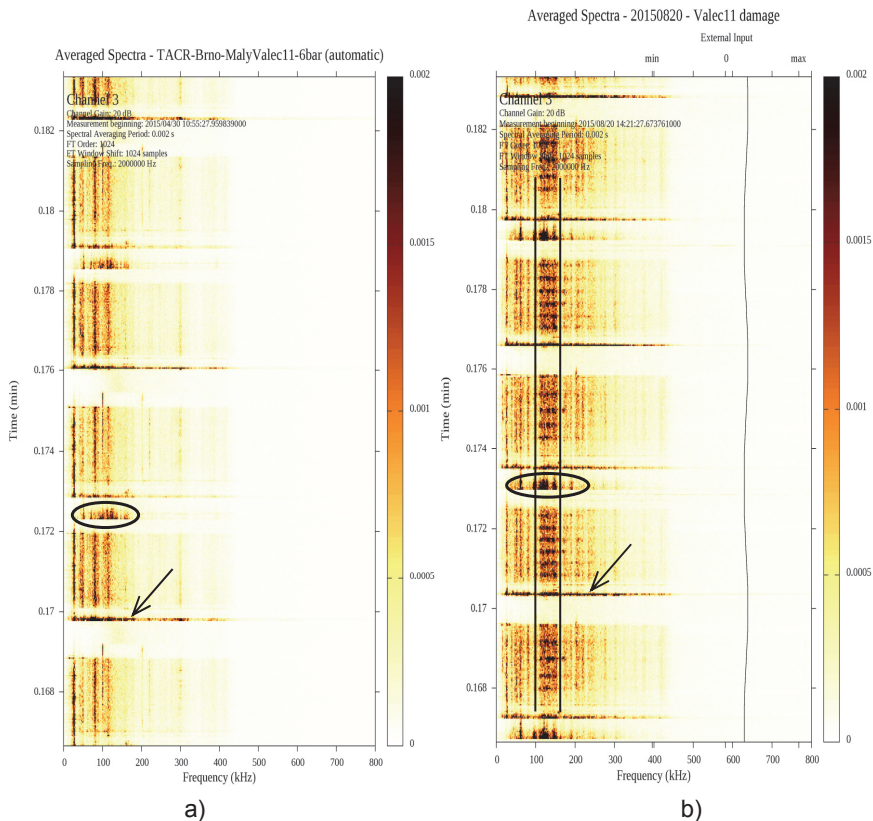 Averaged Spectra - TACR-Brno-MalyValec11-6bar (automatic)
Channel 3
Channel Gain: 20 dB
Measurement beginning: 2015/04/30 10:55:27.959839000
Spectral Averaging Period: 0.002 s
FT Order: 1024
FT Window Shift: 1024 samples
Sampling Freq.: 2000000 Hz
Time (min)
0.182
0.18
0.178
0.176
0.174
0.172
0.17
0.168
0 100 200 300 400 500 600 700 800
Frequency (kHz)
0.002
0.0015
0.001
0.0005
0
a)
Averaged Spectra - 20150820 - Valec11 damage
External Input
min 0 max
Channel 3
Channel Gain: 20 dB
Measurement beginning: 2015/08/20 14:21:27.673761000
Spectral Averaging Period: 0.002 s
FT Order: 1024
FT Window Shift: 1024 samples
Sampling Freq.: 2000000 Hz
Time (min)
0.182
0.18
0.178
0.176
0.174
0.172
0.17
0.168
0 100 200 300 400 500 600 700 800
Frequency (kHz)
0.002
0.0015
0.001
0.0005
0
b)